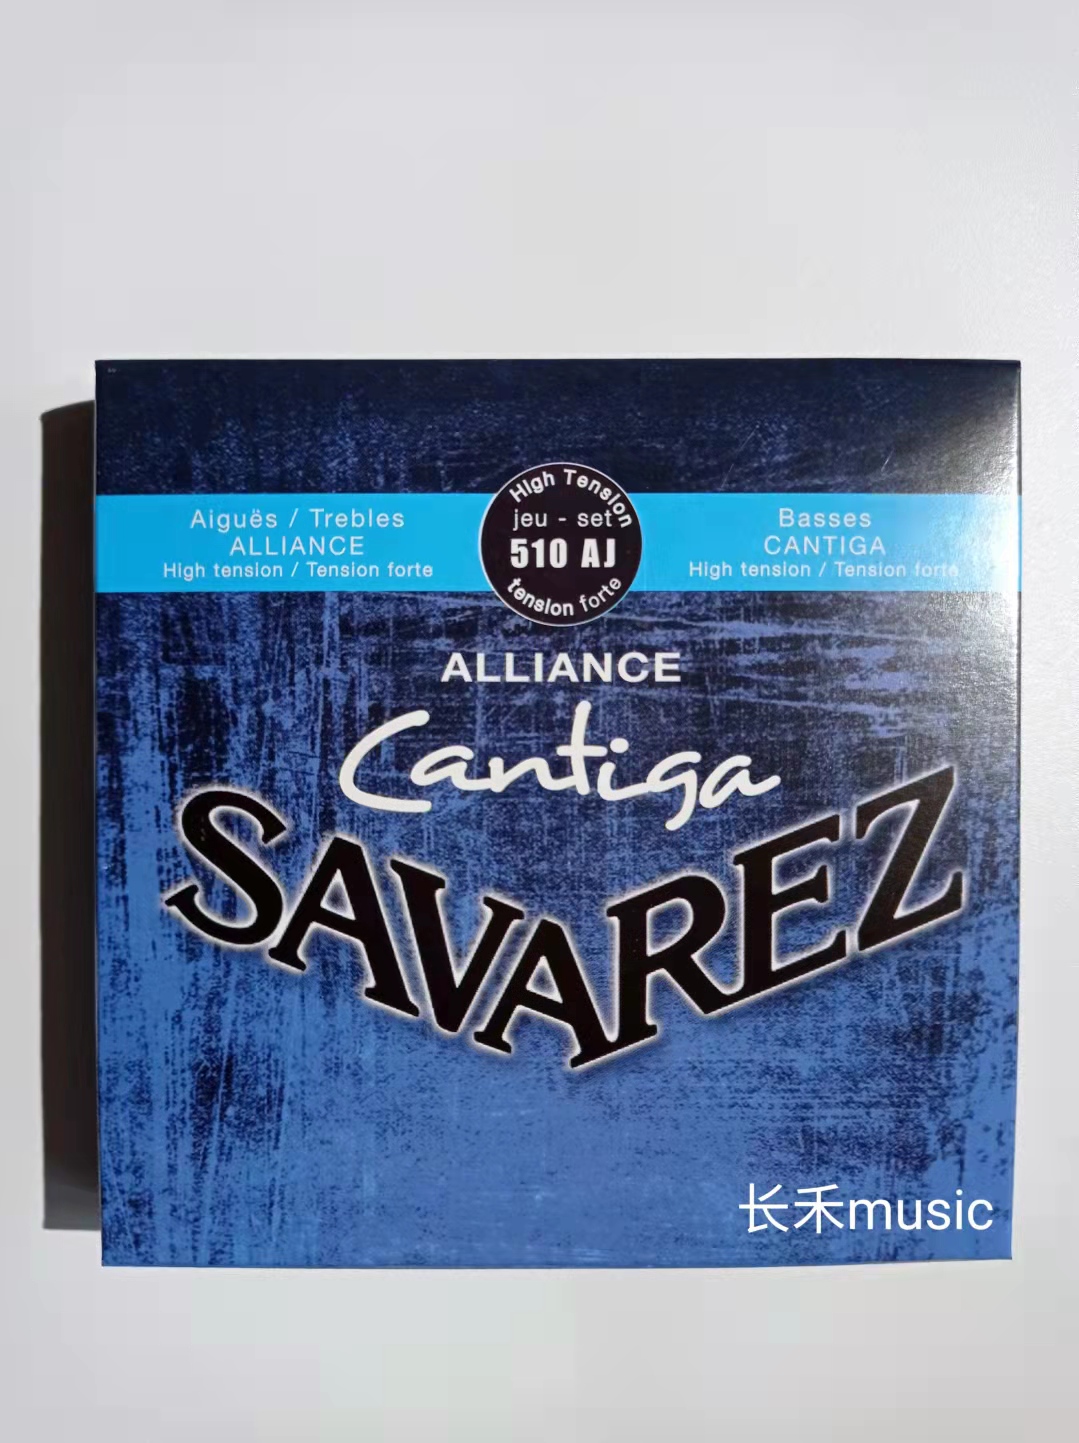 High Tension
jeu - set
510 AJ
tension forte
Aiguës / Trebles
ALLIANCE
High tension / Tension forte
Basses
CANTIGA
High tension / Tension forte
ALLIANCE
Cantiga
SAVAREZ
长禾music